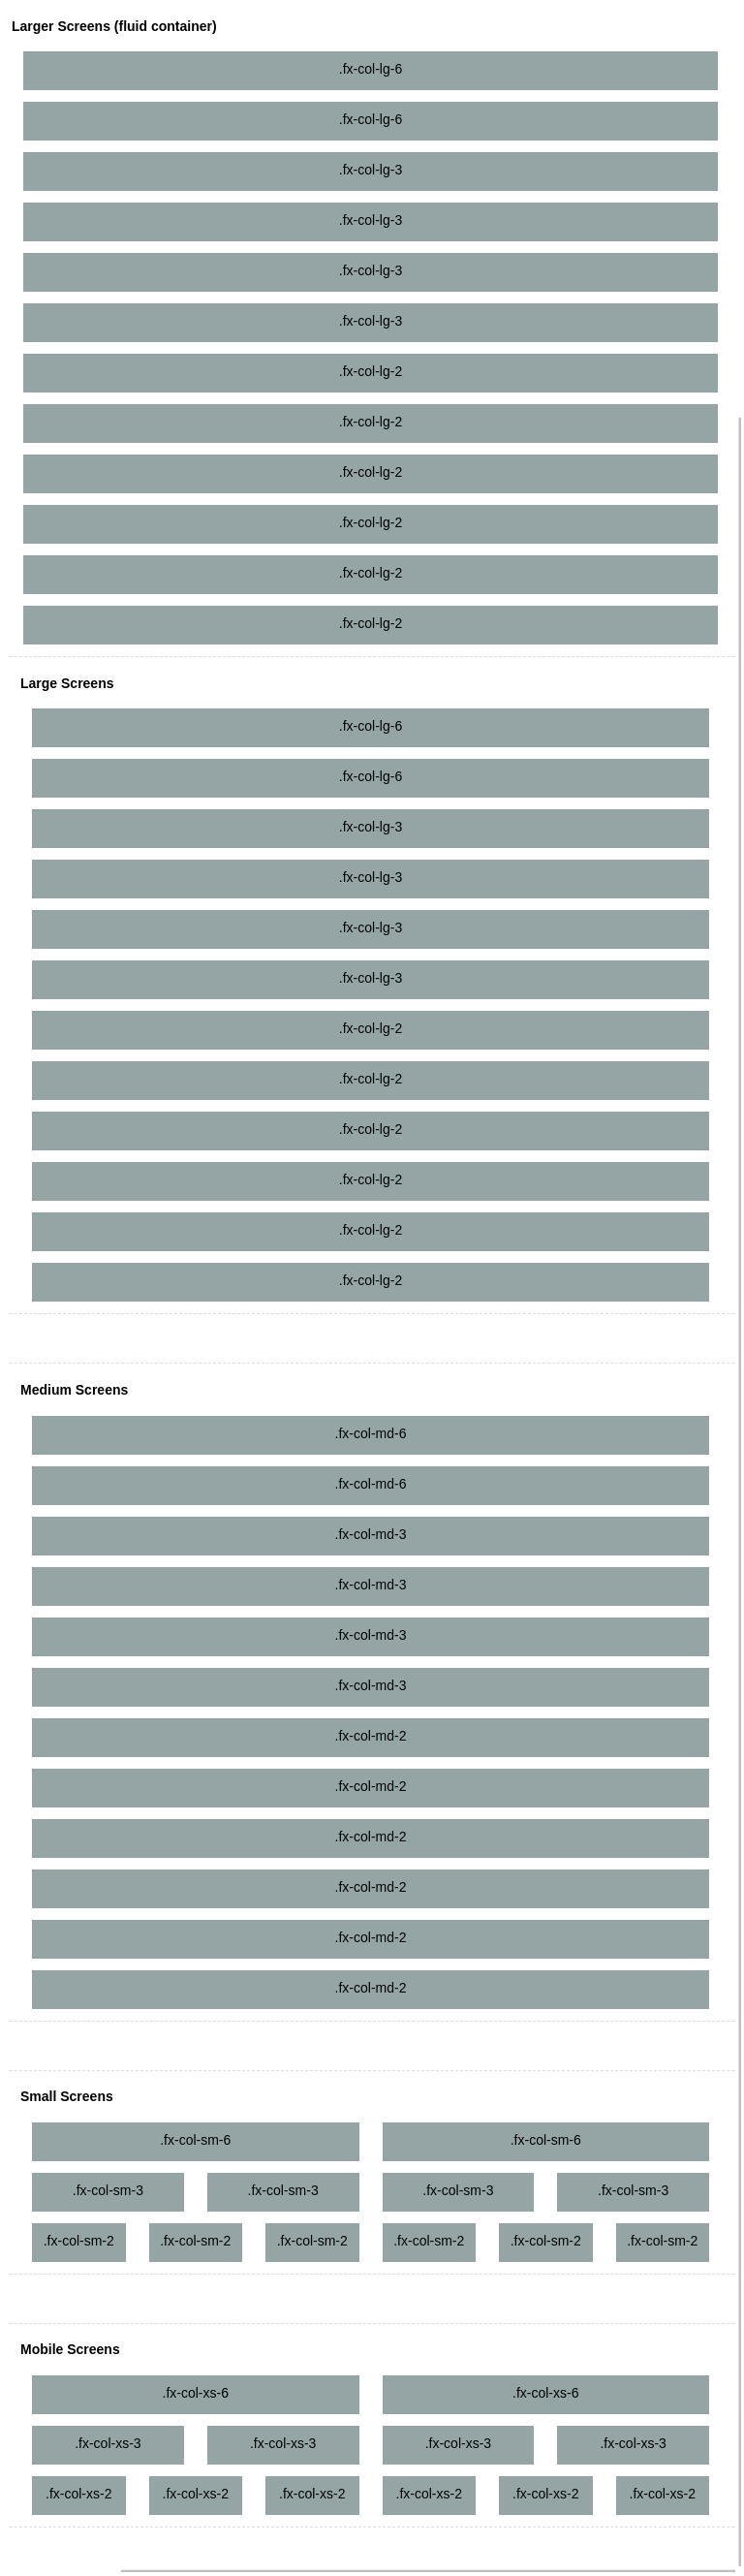 Larger Screens (fluid container)
.fx-col-lg-6
.fx-col-lg-6
.fx-col-lg-3
.fx-col-lg-3
.fx-col-lg-3
.fx-col-lg-3
.fx-col-lg-2
.fx-col-lg-2
.fx-col-lg-2
.fx-col-lg-2
.fx-col-lg-2
.fx-col-lg-2
Large Screens
.fx-col-lg-6
.fx-col-lg-6
.fx-col-lg-3
.fx-col-lg-3
.fx-col-lg-3
.fx-col-lg-3
.fx-col-lg-2
.fx-col-lg-2
.fx-col-lg-2
.fx-col-lg-2
.fx-col-lg-2
.fx-col-lg-2
Medium Screens
.fx-col-md-6
.fx-col-md-6
.fx-col-md-3
.fx-col-md-3
.fx-col-md-3
.fx-col-md-3
.fx-col-md-2
.fx-col-md-2
.fx-col-md-2
.fx-col-md-2
.fx-col-md-2
.fx-col-md-2
Small Screens
.fx-col-sm-6 .fx-col-sm-6
.fx-col-sm-3 .fx-col-sm-3 .fx-col-sm-3 .fx-col-sm-3
.fx-col-sm-2 .fx-col-sm-2 .fx-col-sm-2 .fx-col-sm-2 .fx-col-sm-2 .fx-col-sm-2
Mobile Screens
.fx-col-xs-6 .fx-col-xs-6
.fx-col-xs-3 .fx-col-xs-3 .fx-col-xs-3 .fx-col-xs-3
.fx-col-xs-2 .fx-col-xs-2 .fx-col-xs-2 .fx-col-xs-2 .fx-col-xs-2 .fx-col-xs-2